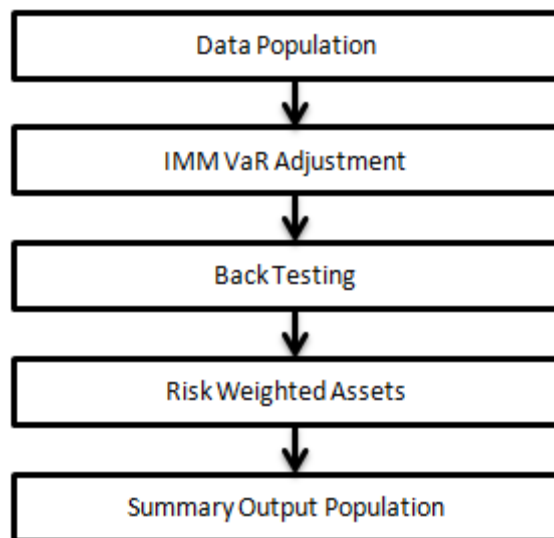 Data Population
IMM VaR Adjustment
Back Testing
Risk Weighted Assets
Summary Output Population